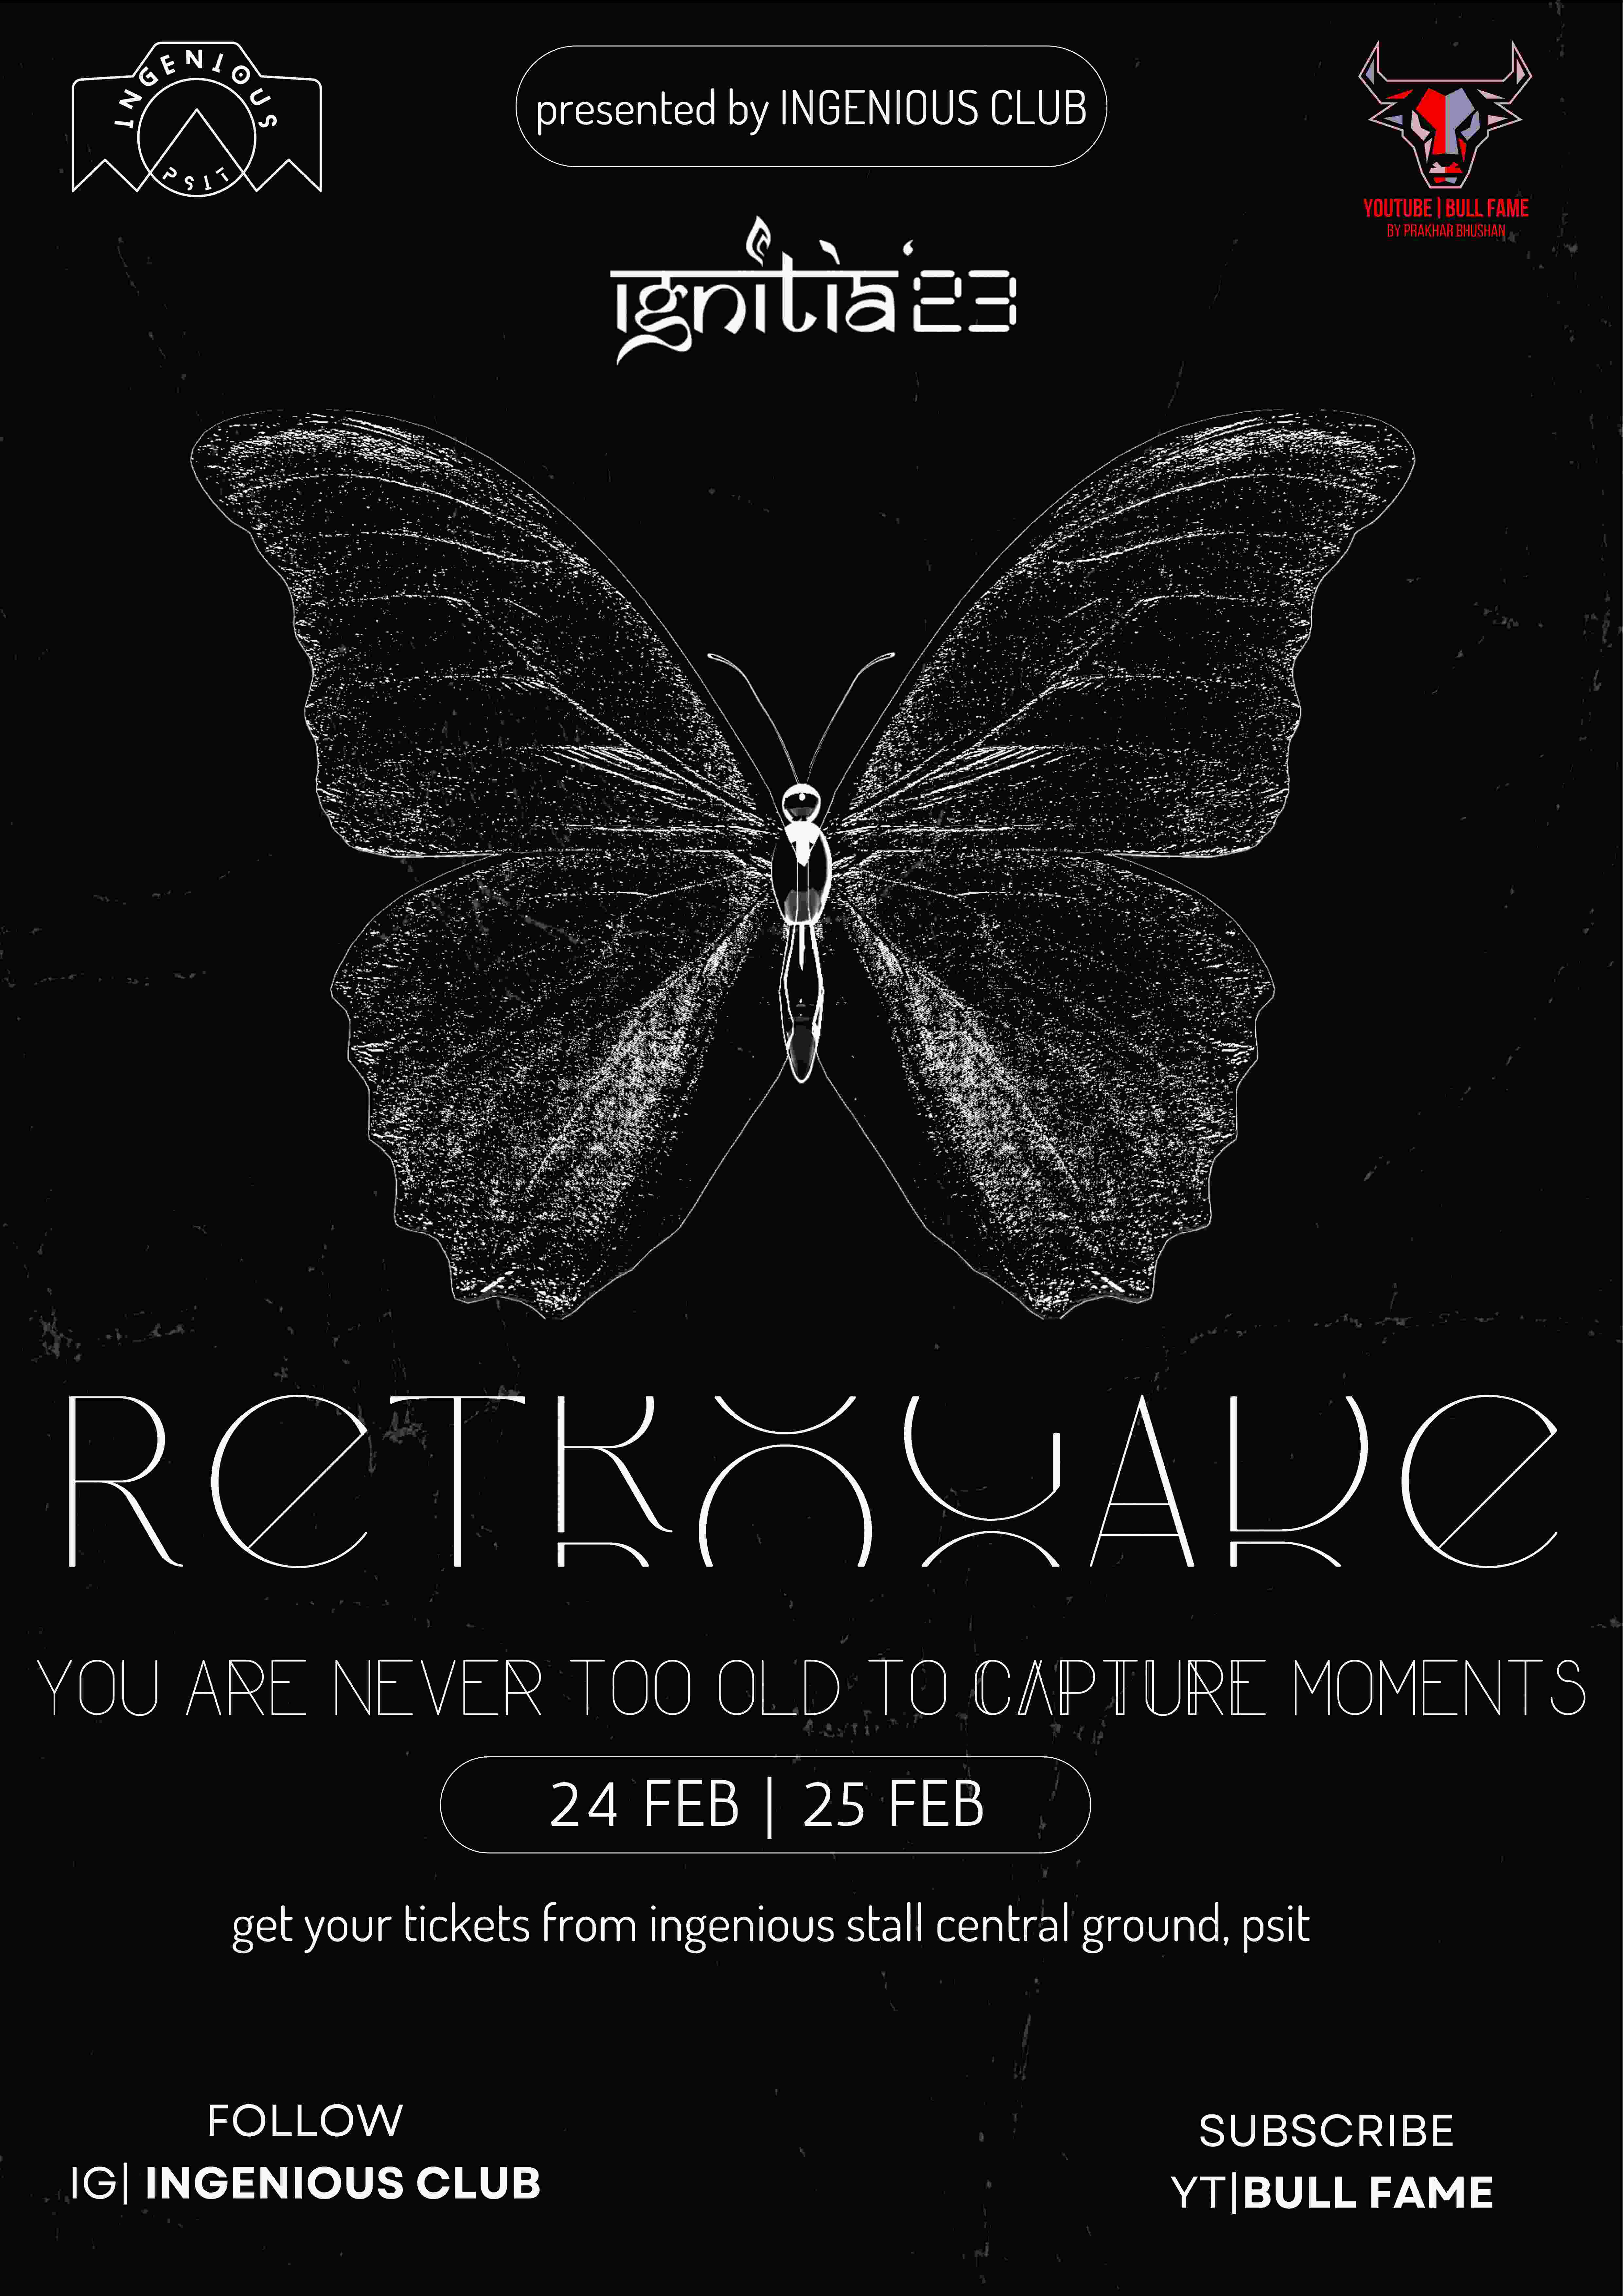 INGENIOUS
PSIT
presented by INGENIOUS CLUB
YOUTUBE | BULL FAME
BY PRAKHAR BHUSHAN
ignitia'23
ReTROGADe
YOU ARE NEVER TOO OLD TO CAPTURE MOMENTS
24 FEB | 25 FEB
get your tickets from ingenious stall central ground, psit
FOLLOW
IG| INGENIOUS CLUB
SUBSCRIBE
YT|BULL FAME